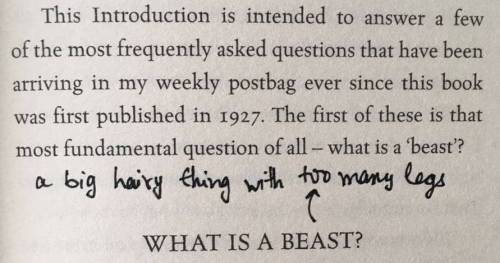 This Introduction is intended to answer a few
of the most frequently asked questions that have been
arriving in my weekly postbag ever since this book
was first published in 1927. The first of these is that
most fundamental question of all – what is a ‘beast’?
a big hairy thing with too many legs
WHAT IS A BEAST?